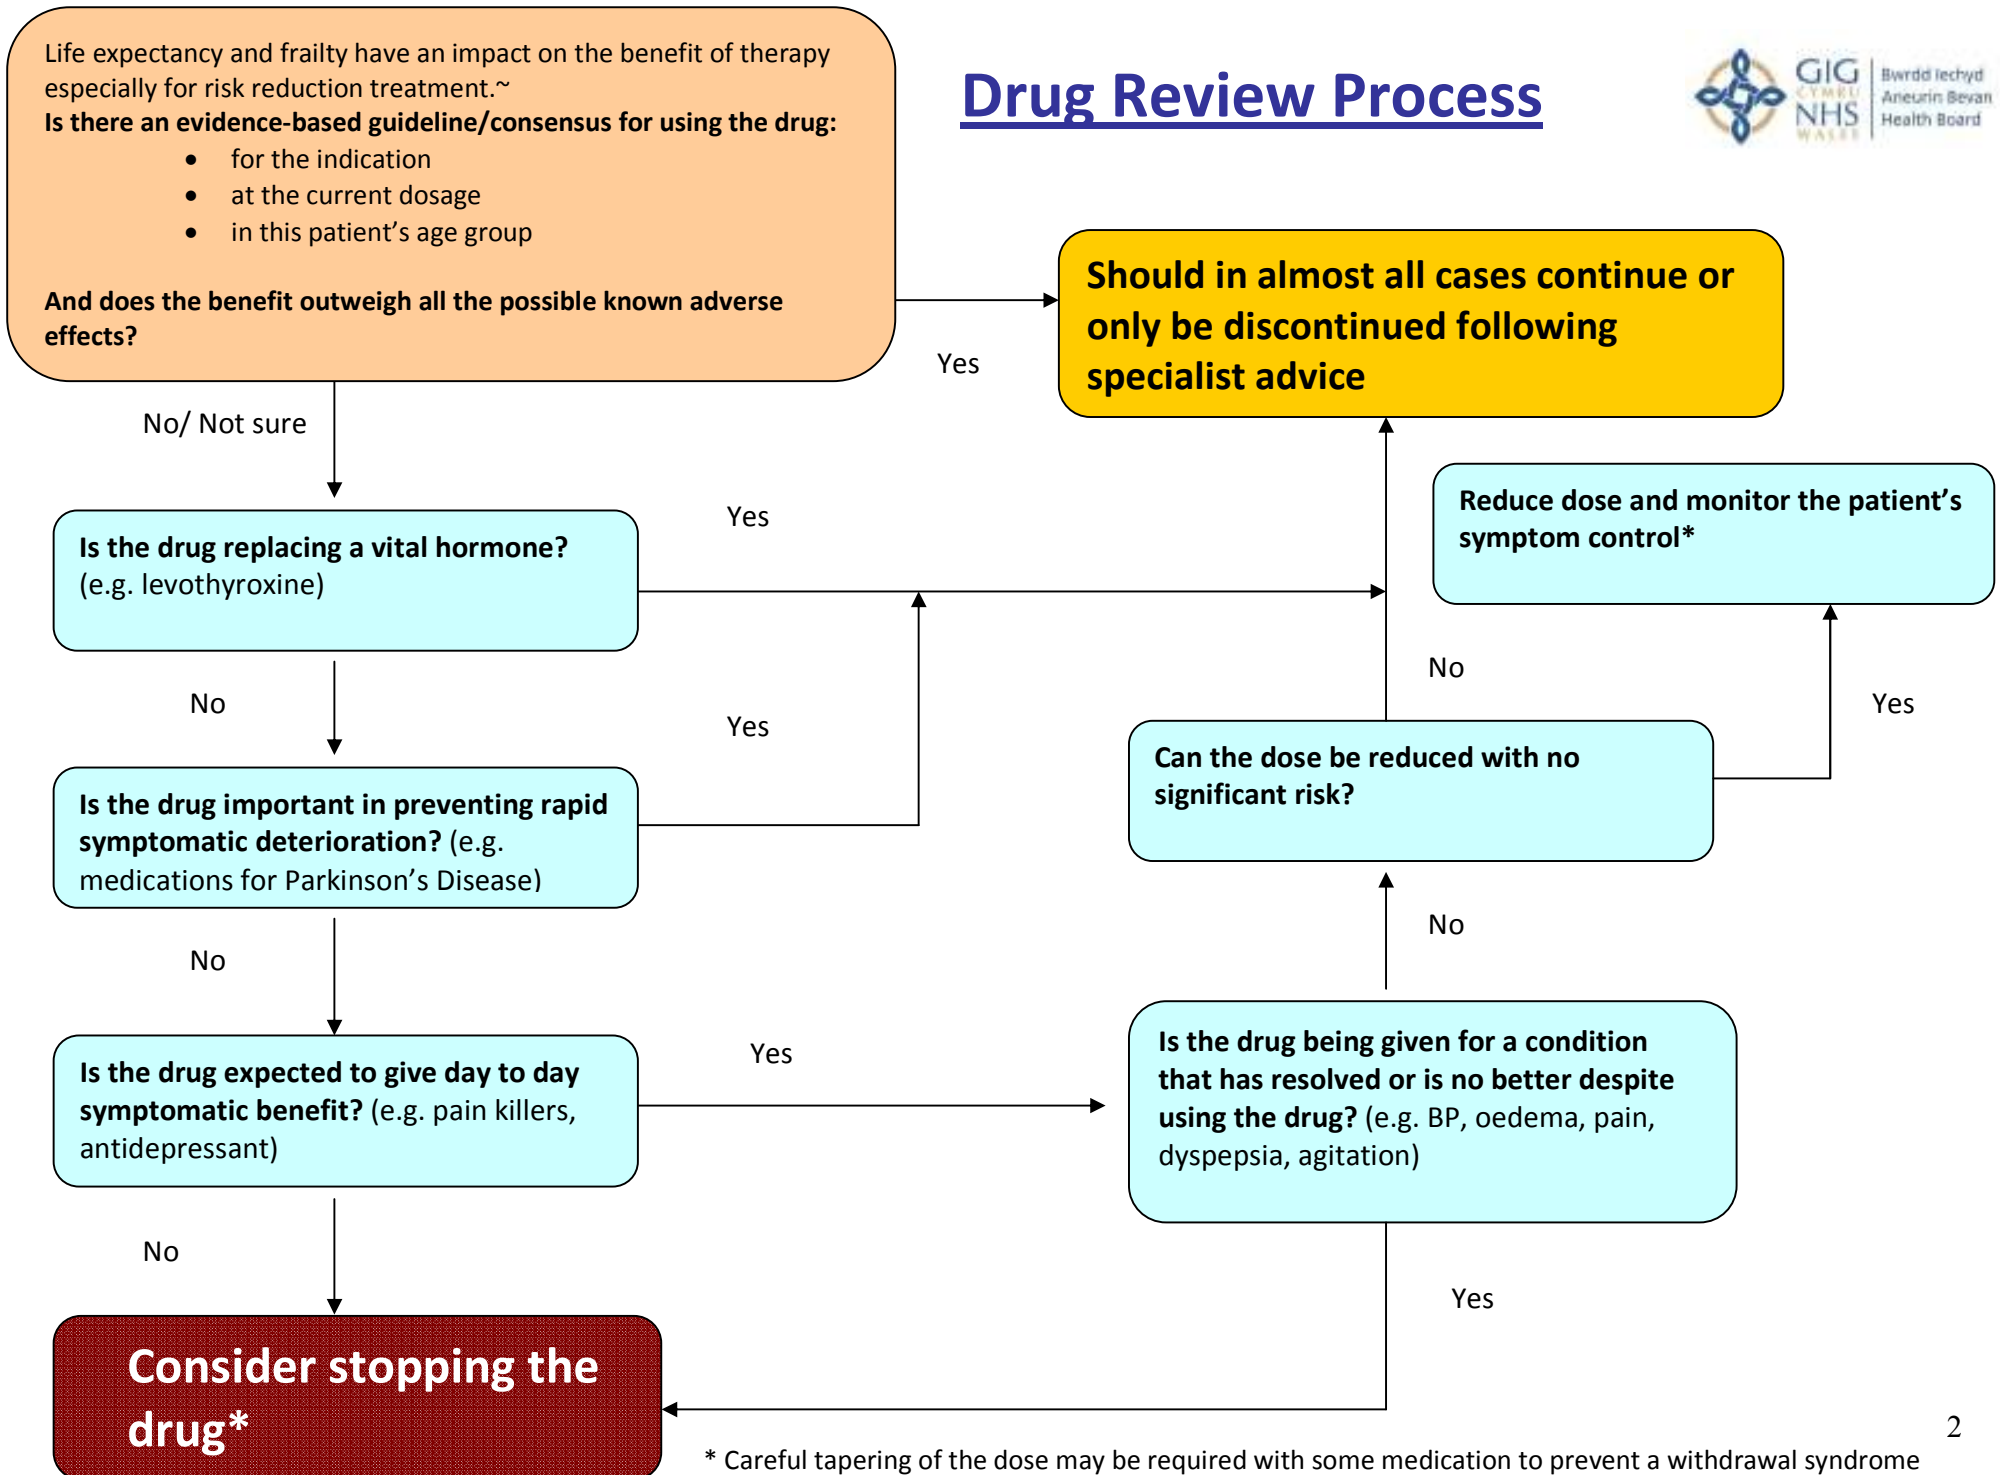 Life expectancy and frailty have an impact on the benefit of therapy
especially for risk reduction treatment.~
Is there an evidence-based guideline/consensus for using the drug:
• for the indication
• at the current dosage
• in this patient's age group
And does the benefit outweigh all the possible known adverse
effects?
Drug Review Process
GIG
CYMRU
NHS
WALES
Bwrdd Iechyd
Aneurin Bevan
Health Board
Yes
Should in almost all cases continue or
only be discontinued following
specialist advice
No/ Not sure
Is the drug replacing a vital hormone?
(e.g. levothyroxine)
Yes
Reduce dose and monitor the patient's
symptom control*
No
Yes
No
Yes
Is the drug important in preventing rapid
symptomatic deterioration? (e.g.
medications for Parkinson's Disease)
Can the dose be reduced with no
significant risk?
No
No
Is the drug expected to give day to day
symptomatic benefit? (e.g. pain killers,
antidepressant)
Yes
Is the drug being given for a condition
that has resolved or is no better despite
using the drug? (e.g. BP, oedema, pain,
dyspepsia, agitation)
No
Yes
Consider stopping the
drug*
2
* Careful tapering of the dose may be required with some medication to prevent a withdrawal syndrome